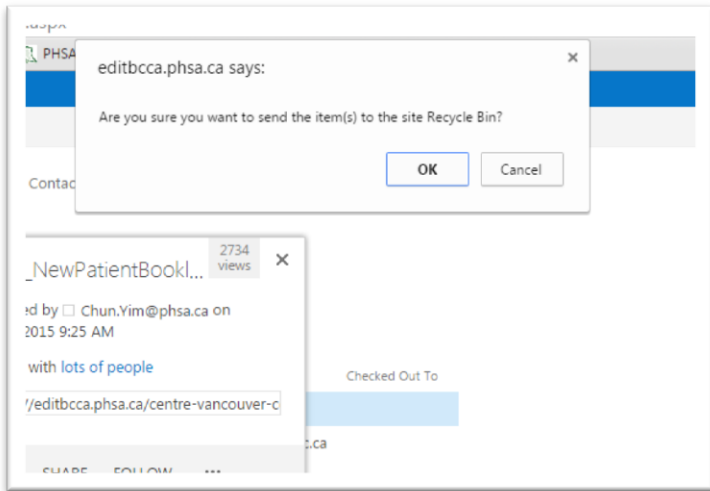 .aspx
PHSA
editbcca.phsa.ca says:
Are you sure you want to send the item(s) to the site Recycle Bin?
OK Cancel
Contac
_NewPatientBookl... 2734 views
ed by Chun.Yim@phsa.ca on
2015 9:25 AM
with lots of people
Checked Out To
//editbcca.phsa.ca/centre-vancouver-c
c.ca
SHARE FOLLOW ...